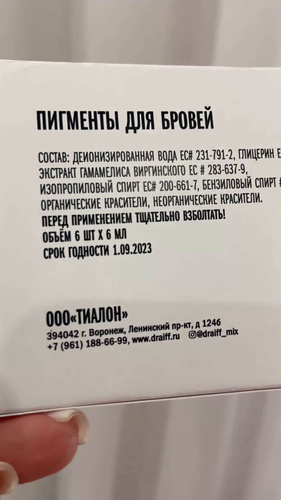 ПИГМЕНТЫ ДЛЯ БРОВЕЙ
СОСТАВ: ДЕИОНИЗИРОВАННАЯ ВОДА ЕС# 231-791-2, ГЛИЦЕРИН Е
ЭКСТРАКТ ГАМАМЕЛИСА ВИРГИНСКОГО ЕС # 283-637-9,
ИЗОПРОПИЛОВЫЙ СПИРТ ЕС# 200-661-7, БЕНЗИЛОВЫЙ СПИРТ #
ОРГАНИЧЕСКИЕ КРАСИТЕЛИ, НЕОРГАНИЧЕСКИЕ КРАСИТЕЛИ.
ПЕРЕД ПРИМЕНЕНИЕМ ТЩАТЕЛЬНО ВЗБОЛТАТЬ!
ОБЪЁМ 6 ШТ Х 6 МЛ
СРОК ГОДНОСТИ 1.09.2023
ООО«ТИАЛОН»
394042 г. Воронеж, Ленинский пр-кт, д 124б
+7 (961) 188-66-99, www.draiff.ru @draiff_mix